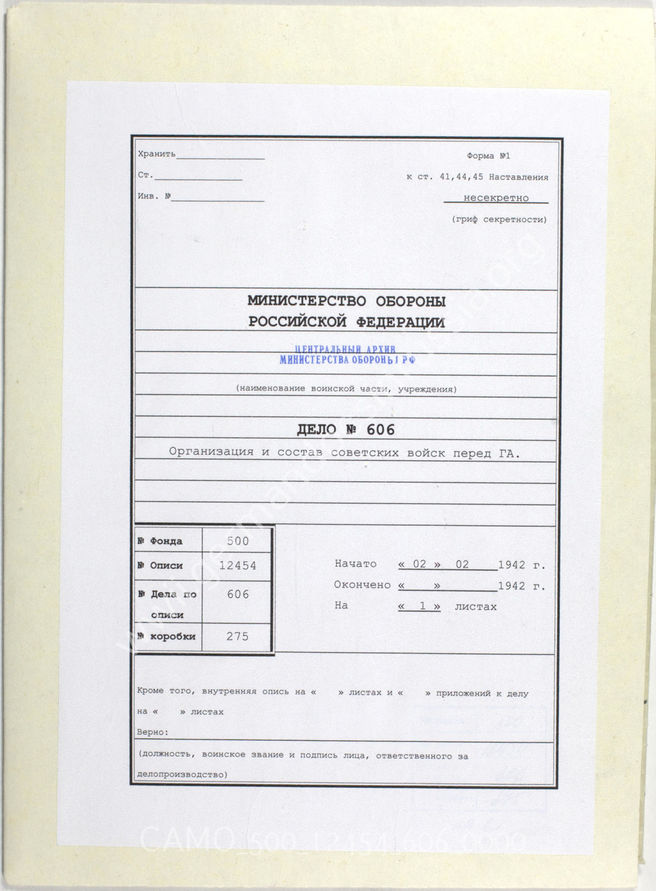 Хранить
Форма №1
Ст.
к ст. 41,44,45 Наставления
Инв. №
несекретно
(гриф секретности)
МИНИСТЕРСТВО ОБОРОНЫ
РОССИЙСКОЙ ФЕДЕРАЦИИ
ЦЕНТРАЛЬНЫЙ АРХИВ
МИНИСТЕРСТВА ОБОРОНЫ РФ
(наименование воинской части, учреждения)
ДЕЛО № 606
Организация и состав советских войск перед ГА.
№ Фонда 500
№ Описи 12454
№ Дела по описи 606
№ коробки 275
Начато « 02 » 02 1942 г.
Окончено « » 1942 г.
На « 1 » листах
Кроме того, внутренняя опись на « » листах и « » приложений к делу
на « » листах
Верно:
(должность, воинское звание и подпись лица, ответственного за
делопроизводство)
CAMO_500_12454_606_0000